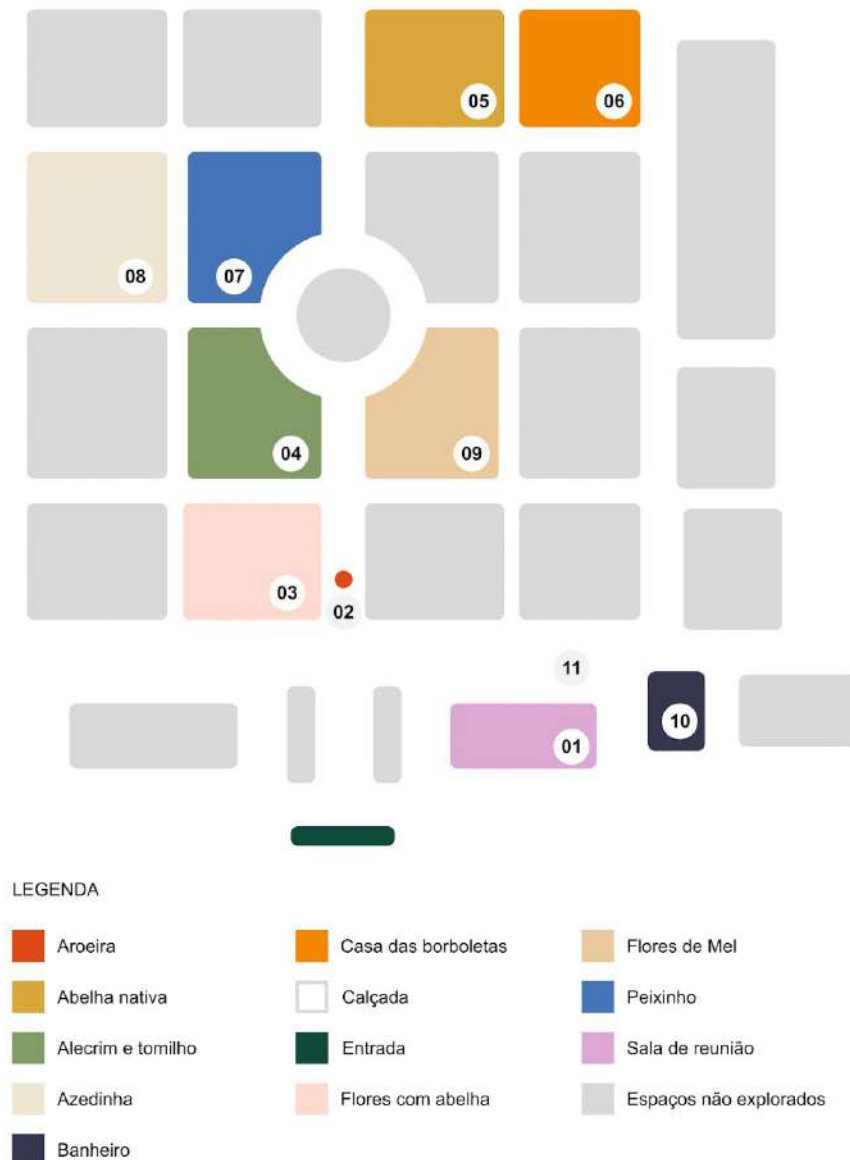 05
06
08
07
04
09
03
02
11
10
01
LEGENDA
Aroeira
Casa das borboletas
Flores de Mel
Abelha nativa
Calçada
Peixinho
Alecrim e tomilho
Entrada
Sala de reunião
Azedinha
Flores com abelha
Espaços não explorados
Banheiro